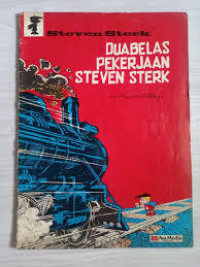 Steven Sterk
DUABELAS
PEKERJAAN
STEVEN STERK